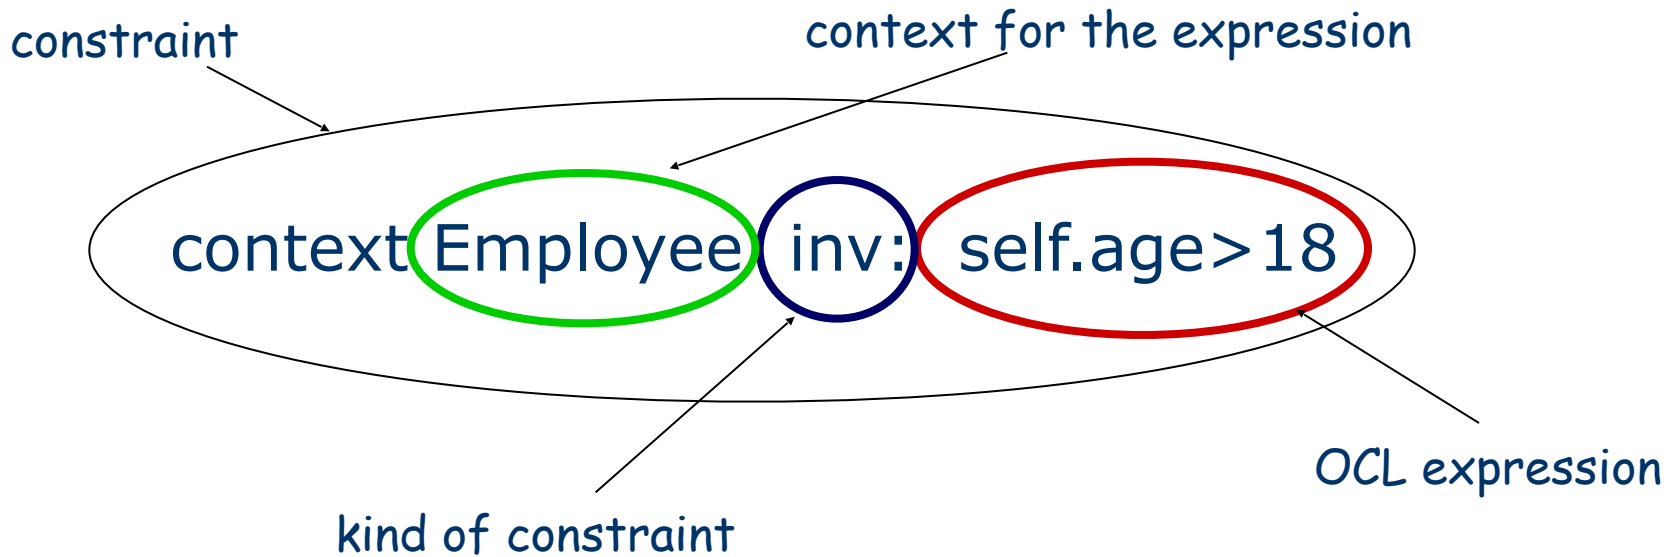 constraint
context for the expression
context Employee inv: self.age>18
OCL expression
kind of constraint